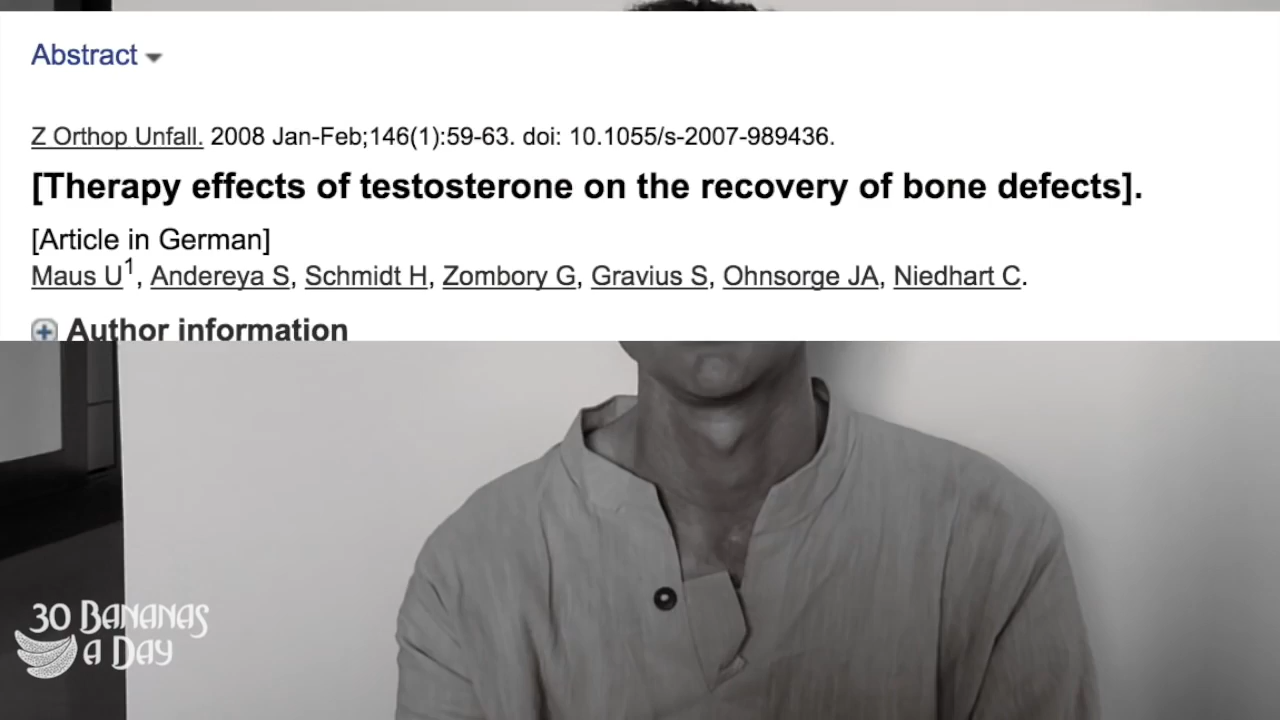 Abstract
Z Orthop Unfall. 2008 Jan-Feb;146(1):59-63. doi: 10.1055/s-2007-989436.
[Therapy effects of testosterone on the recovery of bone defects].
[Article in German]
Maus U1, Andereya S, Schmidt H, Zombory G, Gravius S, Ohnsorge JA, Niedhart C.
Author information
30 BANANAS
A DAY